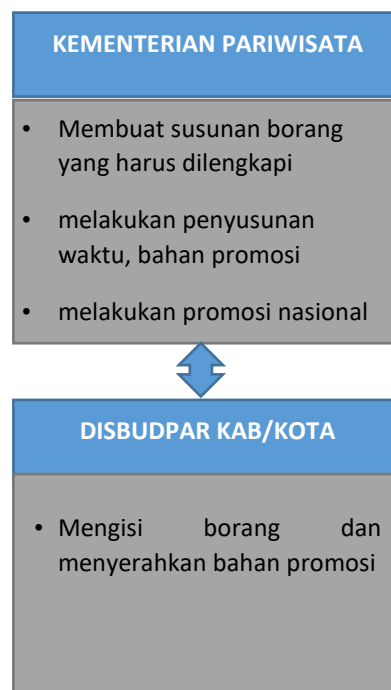 KEMENTERIAN PARIWISATA
• Membuat susunan borang
yang harus dilengkapi
• melakukan penyusunan
waktu, bahan promosi
• melakukan promosi nasional
DISBUDPAR KAB/KOTA
• Mengisi borang dan
menyerahkan bahan promosi